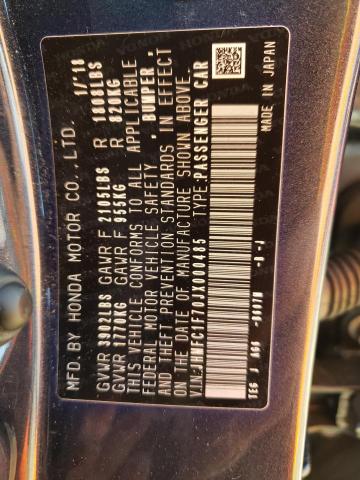 MFD.BY HONDA MOTOR CO.,LTD. 11/18
GVWR 3902LBS GAWR F 2105LBS R 1808LBS
GVWR 1770KG GAWR F 955KG R 820KG
THIS VEHICLE CONFORMS TO ALL APPLICABLE
FEDERAL MOTOR VEHICLE SAFETY, BUMPER,
AND THEFT PREVENTION STANDARDS IN EFFECT
ON THE DATE OF MANUFACTURE SHOWN ABOVE.
TYPE:PASSENGER CAR
MADE IN JAPAN